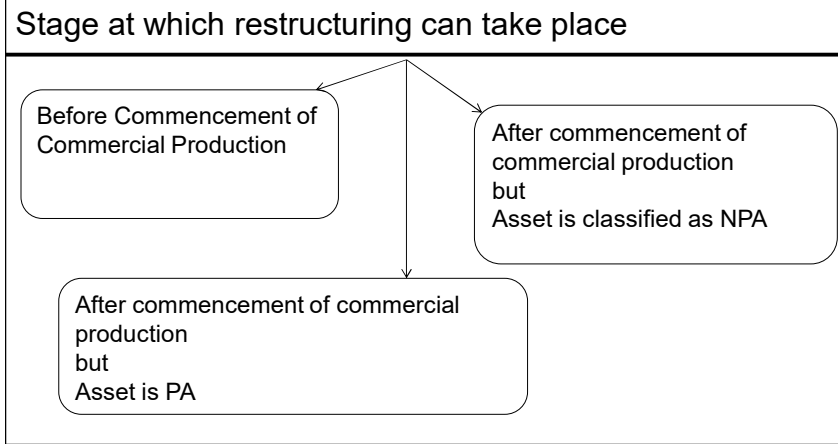 Stage at which restructuring can take place
Before Commencement of
Commercial Production
After commencement of
commercial production
but
Asset is classified as NPA
After commencement of commercial
production
but
Asset is PA